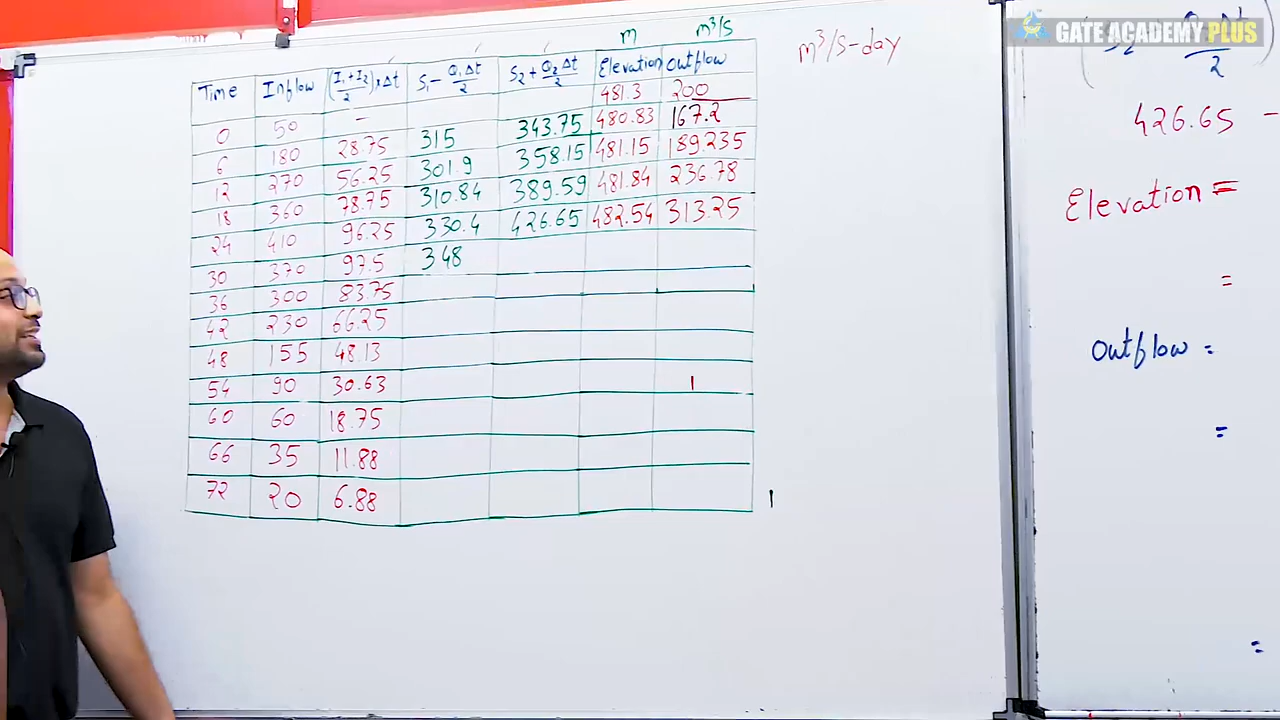 GATE ACADEMY PLUS
m m³/s m³/s-day
Time Inflow (I₁+I₂/2)×Δt S₁ - Q₁Δt/2 S₂ + Q₂Δt/2 Elevation Outflow
481.3 200
0 50 - 480.83 167.2
6 180 28.75 315 343.75 481.15 189.235
12 270 56.25 301.9 358.15 481.84 236.78
18 360 78.75 310.84 389.59 482.54 313.25
24 410 96.25 330.4 426.65
30 370 97.5 348
36 300 83.75
42 230 66.25
48 155 48.13
54 90 30.63
60 60 18.75
66 35 11.88
72 20 6.88
2
426.65 -
Elevation =
=
Outflow =
=
=